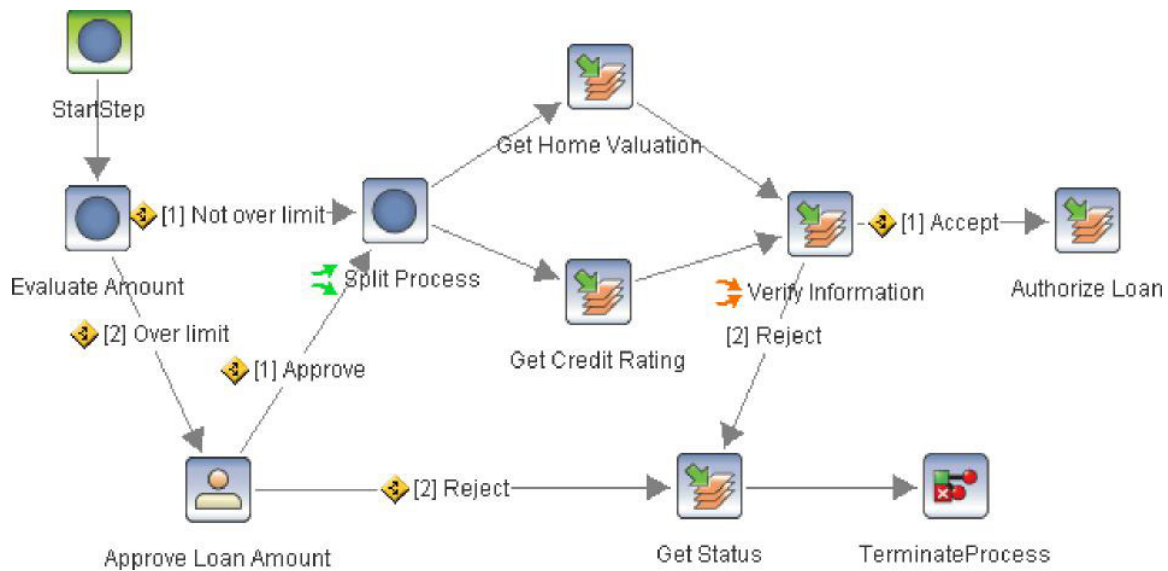 StartStep
Get Home Valuation
[1] Not over limit
[1] Accept
Evaluate Amount
Split Process
Verify Information
Authorize Loan
[2] Over limit
[2] Reject
[1] Approve
Get Credit Rating
[2] Reject
Approve Loan Amount
Get Status
TerminateProcess